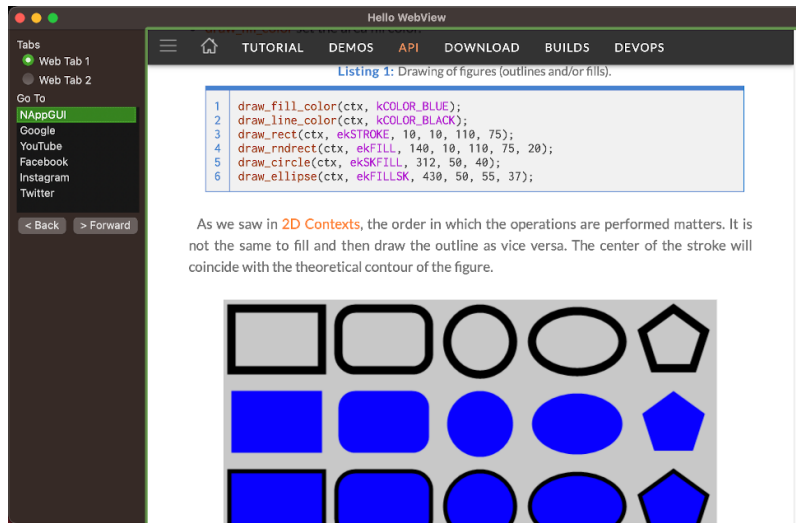 Hello WebView
Tabs
Web Tab 1
Web Tab 2
Go To
NAppGUI
Google
YouTube
Facebook
Instagram
Twitter
< Back > Forward
TUTORIAL DEMOS API DOWNLOAD BUILDS DEVOPS
Listing 1: Drawing of figures (outlines and/or fills).
1 draw_fill_color(ctx, kCOLOR_BLUE);
2 draw_line_color(ctx, kCOLOR_BLACK);
3 draw_rect(ctx, ekSTROKE, 10, 10, 110, 75);
4 draw_rndrect(ctx, ekFILL, 140, 10, 110, 75, 20);
5 draw_circle(ctx, ekSKFILL, 312, 50, 40);
6 draw_ellipse(ctx, ekFILLSK, 430, 50, 55, 37);
As we saw in 2D Contexts, the order in which the operations are performed matters. It is
not the same to fill and then draw the outline as vice versa. The center of the stroke will
coincide with the theoretical contour of the figure.